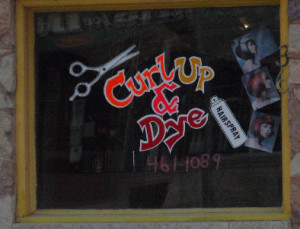 Curl Up
&
Dye
HAIRSPRAY
461-1089